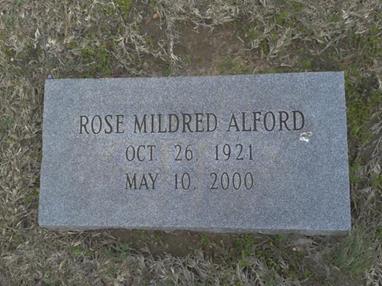 ROSE MILDRED ALFORD
OCT 26, 1921
MAY 10, 2000